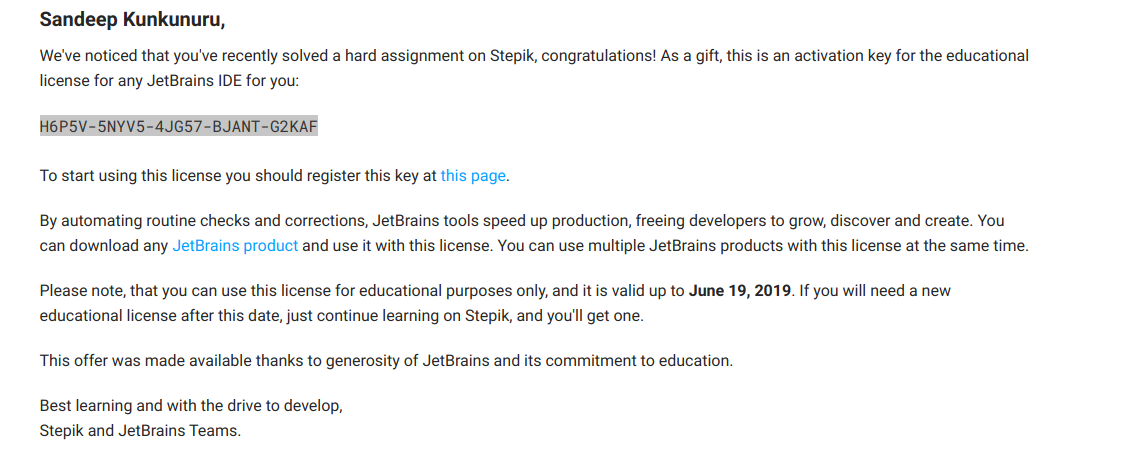 Sandeep Kunkunuru,
We've noticed that you've recently solved a hard assignment on Stepik, congratulations! As a gift, this is an activation key for the educational
license for any JetBrains IDE for you:
H6P5V-5NYV5-4JG57-BJANT-G2KAF
To start using this license you should register this key at this page.
By automating routine checks and corrections, JetBrains tools speed up production, freeing developers to grow, discover and create. You
can download any JetBrains product and use it with this license. You can use multiple JetBrains products with this license at the same time.
Please note, that you can use this license for educational purposes only, and it is valid up to June 19, 2019. If you will need a new
educational license after this date, just continue learning on Stepik, and you'll get one.
This offer was made available thanks to generosity of JetBrains and its commitment to education.
Best learning and with the drive to develop,
Stepik and JetBrains Teams.